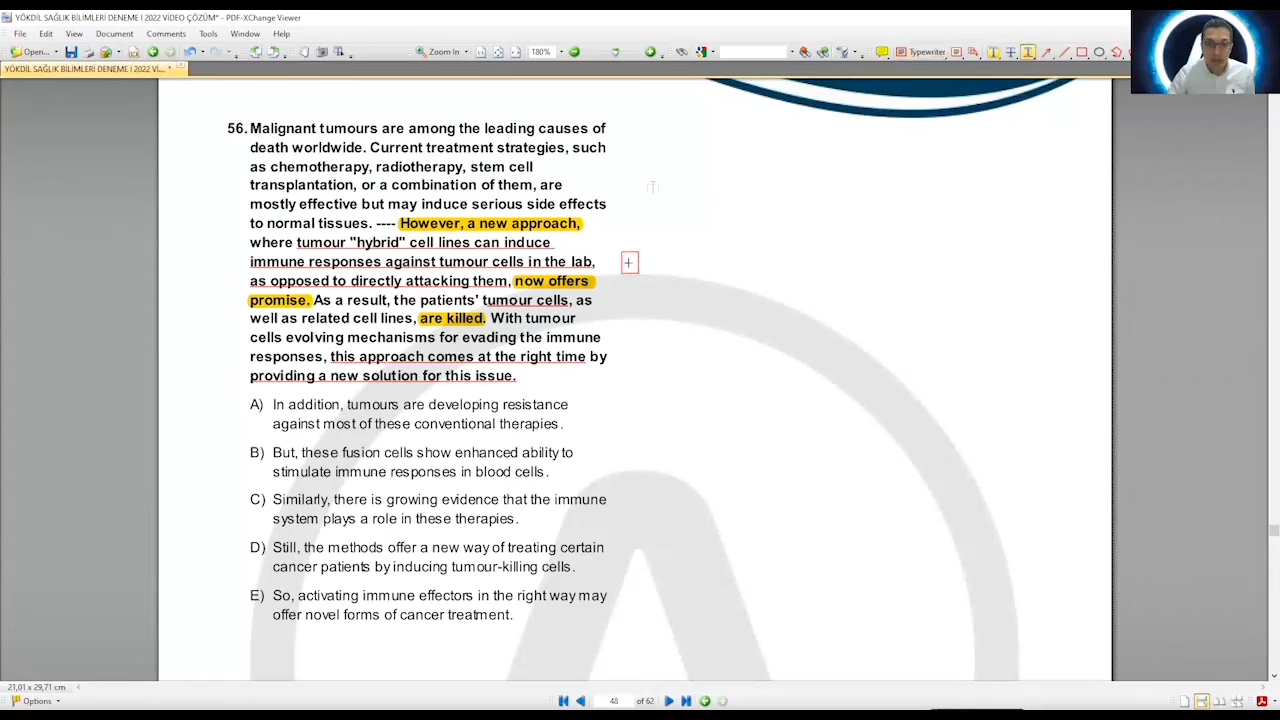 YÖKDİL SAĞLIK BİLİMLERİ DENEME I 2022 VİDEO ÇÖZÜM* - PDF-XChange Viewer
File Edit View Document Comments Tools Window Help
Open... Zoom In 180% Typewriter
YÖKDİL SAĞLIK BİLİMLERİ DENEME I 2022 Vİ... *
56. Malignant tumours are among the leading causes of
death worldwide. Current treatment strategies, such
as chemotherapy, radiotherapy, stem cell
transplantation, or a combination of them, are
mostly effective but may induce serious side effects
to normal tissues. ---- However, a new approach,
where tumour "hybrid" cell lines can induce
immune responses against tumour cells in the lab,
as opposed to directly attacking them, now offers
promise. As a result, the patients' tumour cells, as
well as related cell lines, are killed. With tumour
cells evolving mechanisms for evading the immune
responses, this approach comes at the right time by
providing a new solution for this issue.
A) In addition, tumours are developing resistance
against most of these conventional therapies.
B) But, these fusion cells show enhanced ability to
stimulate immune responses in blood cells.
C) Similarly, there is growing evidence that the immune
system plays a role in these therapies.
D) Still, the methods offer a new way of treating certain
cancer patients by inducing tumour-killing cells.
E) So, activating immune effectors in the right way may
offer novel forms of cancer treatment.
21,01 x 29,71 cm
Options 48 of 62